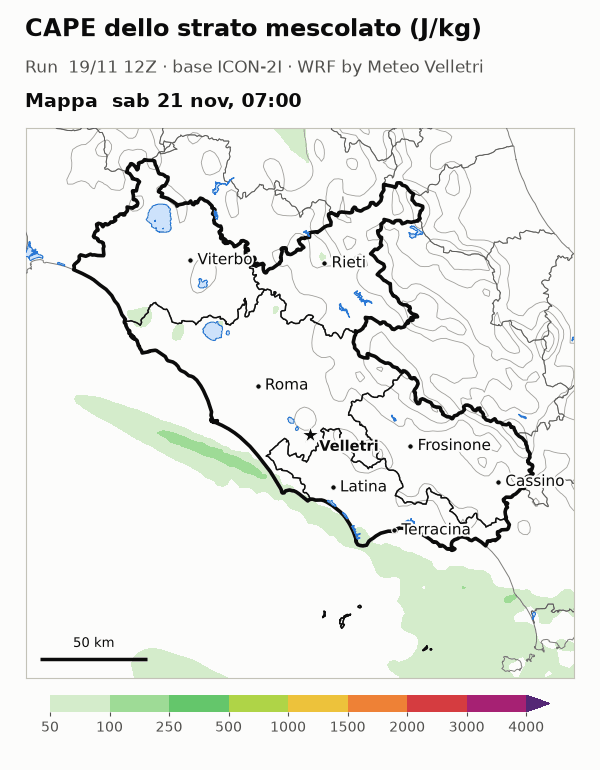 CAPE dello strato mescolato (J/kg)
Run  19/11 12Z · base ICON-2I · WRF by Meteo Velletri
Mappa  sab 21 nov, 07:00
Viterbo
Rieti
Roma
Velletri
Frosinone
Latina
Cassino
Terracina
50 km
50 100 250 500 1000 1500 2000 3000 4000